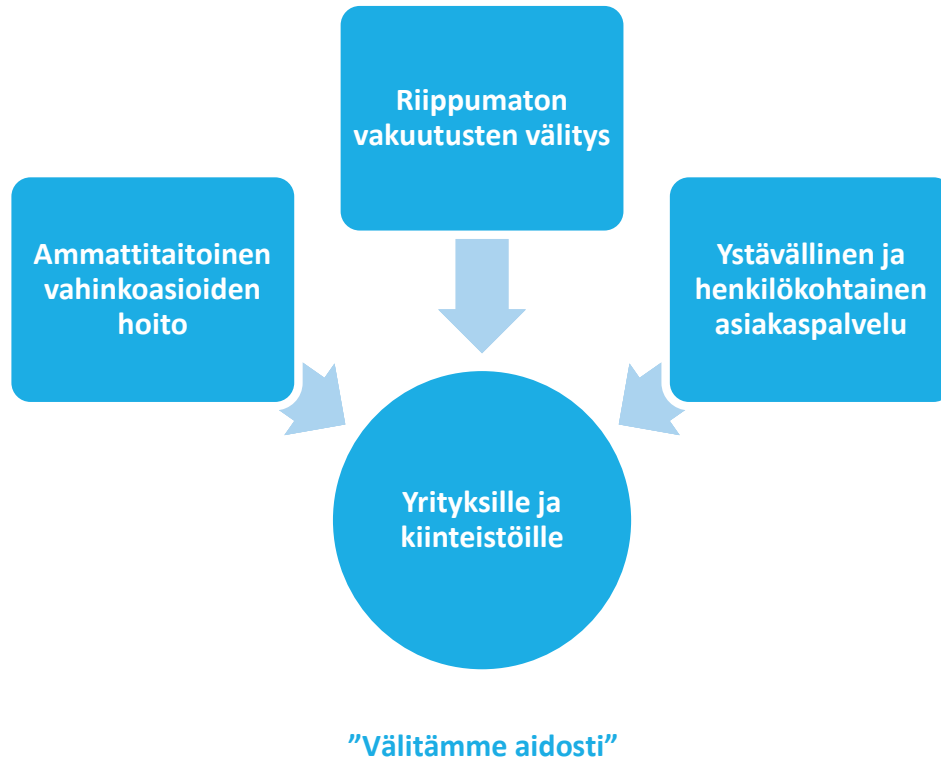 Riippumaton
vakuutusten välitys
Ammattitaitoinen
vahinkoasioiden
hoito
Ystävällinen ja
henkilökohtainen
asiakaspalvelu
Yrityksille ja
kiinteistöille
”Välitämme aidosti”